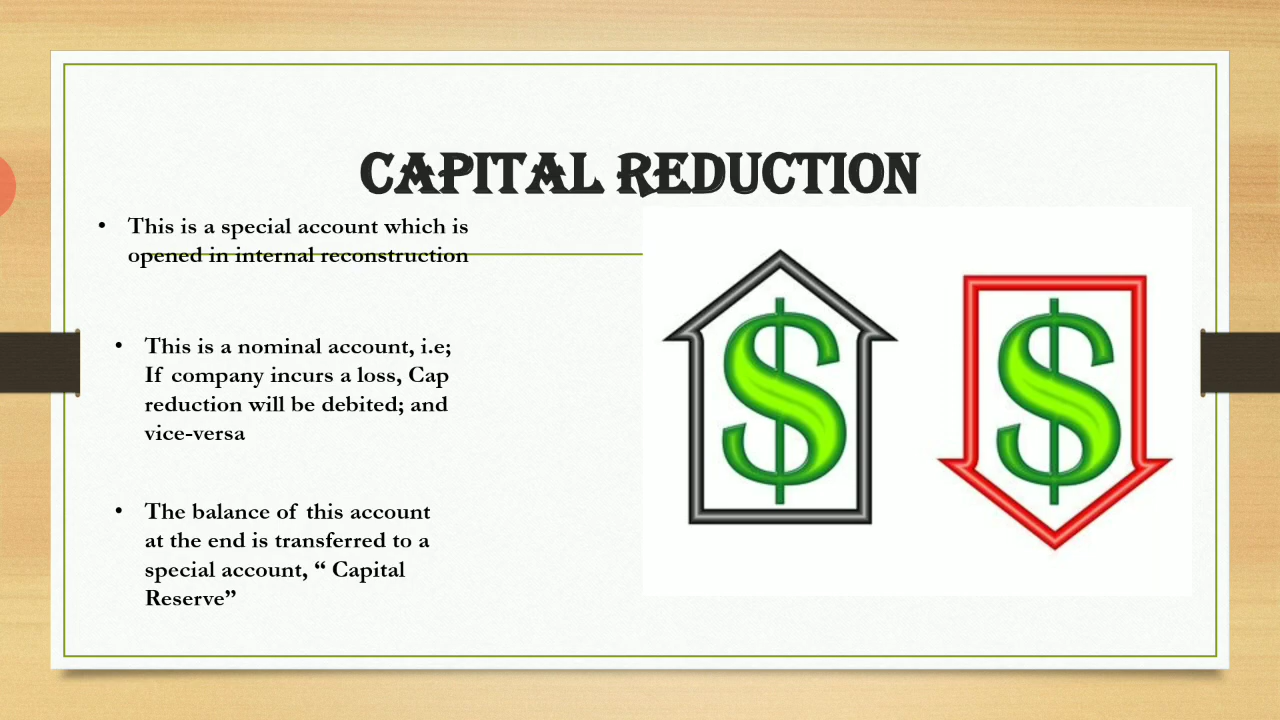 CAPITAL REDUCTION
• This is a special account which is
opened in internal reconstruction
• This is a nominal account, i.e;
If company incurs a loss, Cap
reduction will be debited; and
vice-versa
• The balance of this account
at the end is transferred to a
special account, “ Capital
Reserve”
$ $